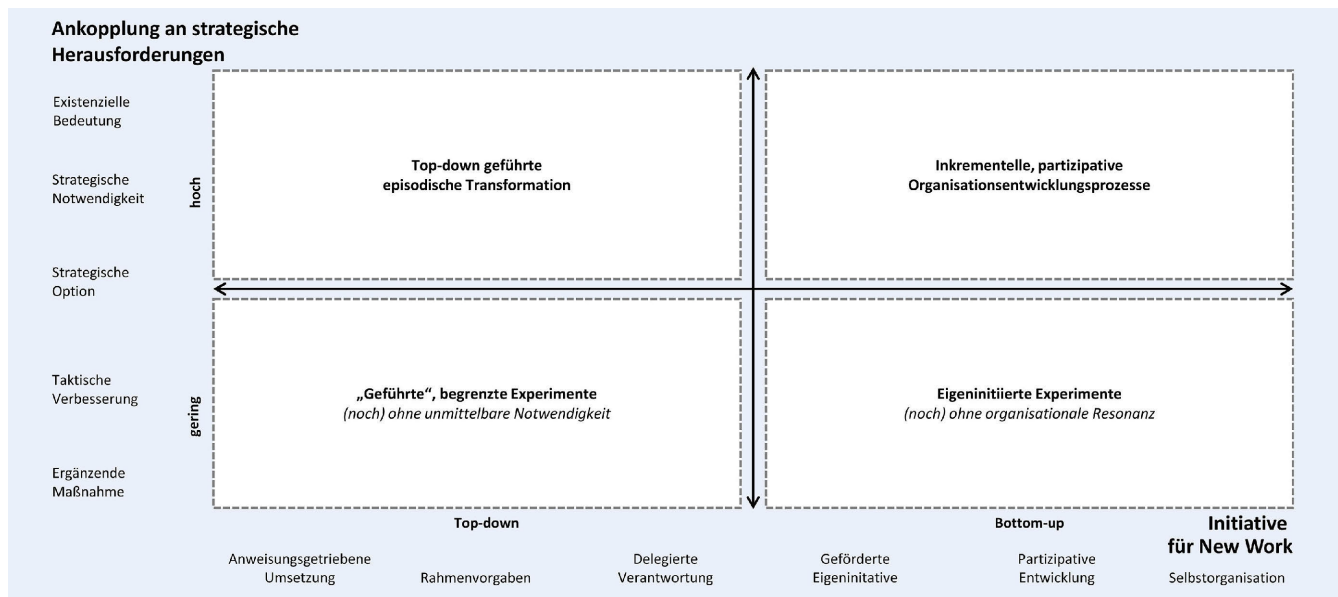 Ankopplung an strategische
Herausforderungen
Existenzielle
Bedeutung
Strategische
Notwendigkeit
Strategische
Option
Taktische
Verbesserung
Ergänzende
Maßnahme
hoch
gering
Top-down geführte
episodische Transformation
Inkrementelle, partizipative
Organisationsentwicklungsprozesse
„Geführte“, begrenzte Experimente
(noch) ohne unmittelbare Notwendigkeit
Eigeninitiierte Experimente
(noch) ohne organisationale Resonanz
Top-down
Bottom-up
Initiative
für New Work
Anweisungsgetriebene
Umsetzung
Rahmenvorgaben
Delegierte
Verantwortung
Geförderte
Eigeninitative
Partizipative
Entwicklung
Selbstorganisation